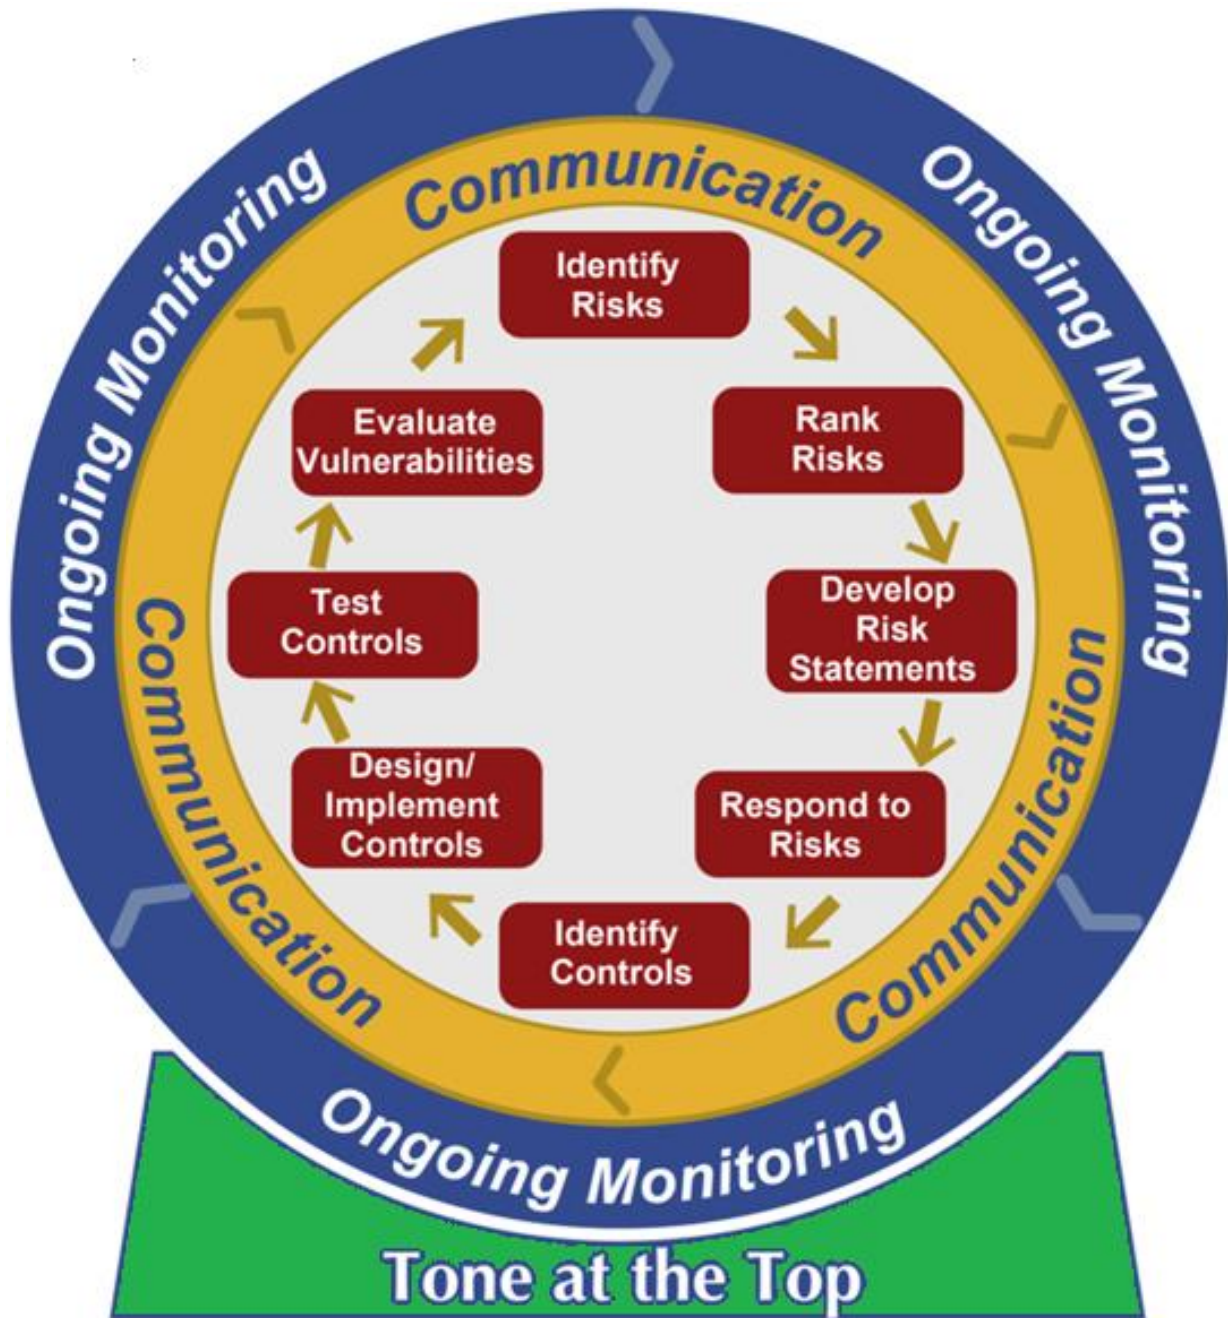 Ongoing Monitoring
Ongoing Monitoring
Communication
Identify
Risks
Rank
Risks
Develop
Risk
Statements
Respond to
Risks
Identify
Controls
Design/
Implement
Controls
Test
Controls
Evaluate
Vulnerabilities
Communication
Communication
Ongoing Monitoring
Tone at the Top